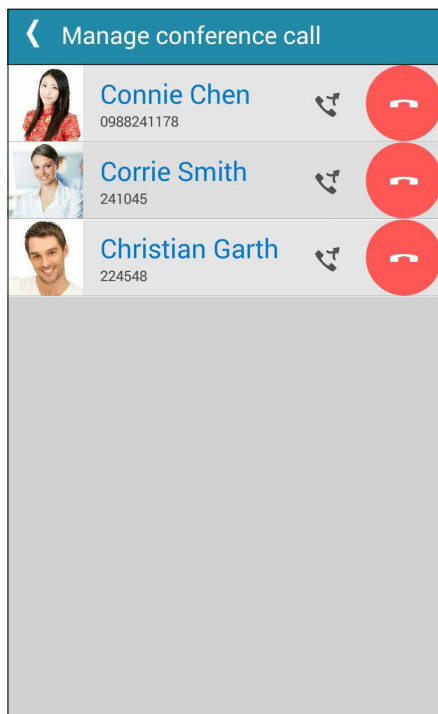 Manage conference call
Connie Chen
0988241178
Corrie Smith
241045
Christian Garth
224548